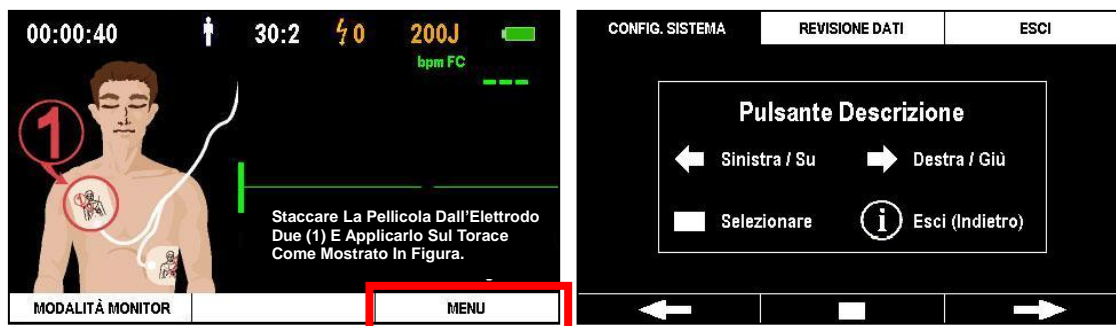 00:00:40 30:2 0 200J
bpm FC
---
1
Staccare La Pellicola Dall'Elettrodo
Due (1) E Applicarlo Sul Torace
Come Mostrato In Figura.
MODALITÀ MONITOR MENU
CONFIG. SISTEMA REVISIONE DATI ESCI
Pulsante Descrizione
Sinistra / Su Destra / Giù
Selezionare i Esci (Indietro)